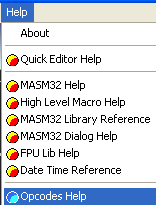 Help
About
Quick Editor Help
MASM32 Help
High Level Macro Help
MASM32 Library Reference
MASM32 Dialog Help
FPU Lib Help
Date Time Reference
Opcodes Help